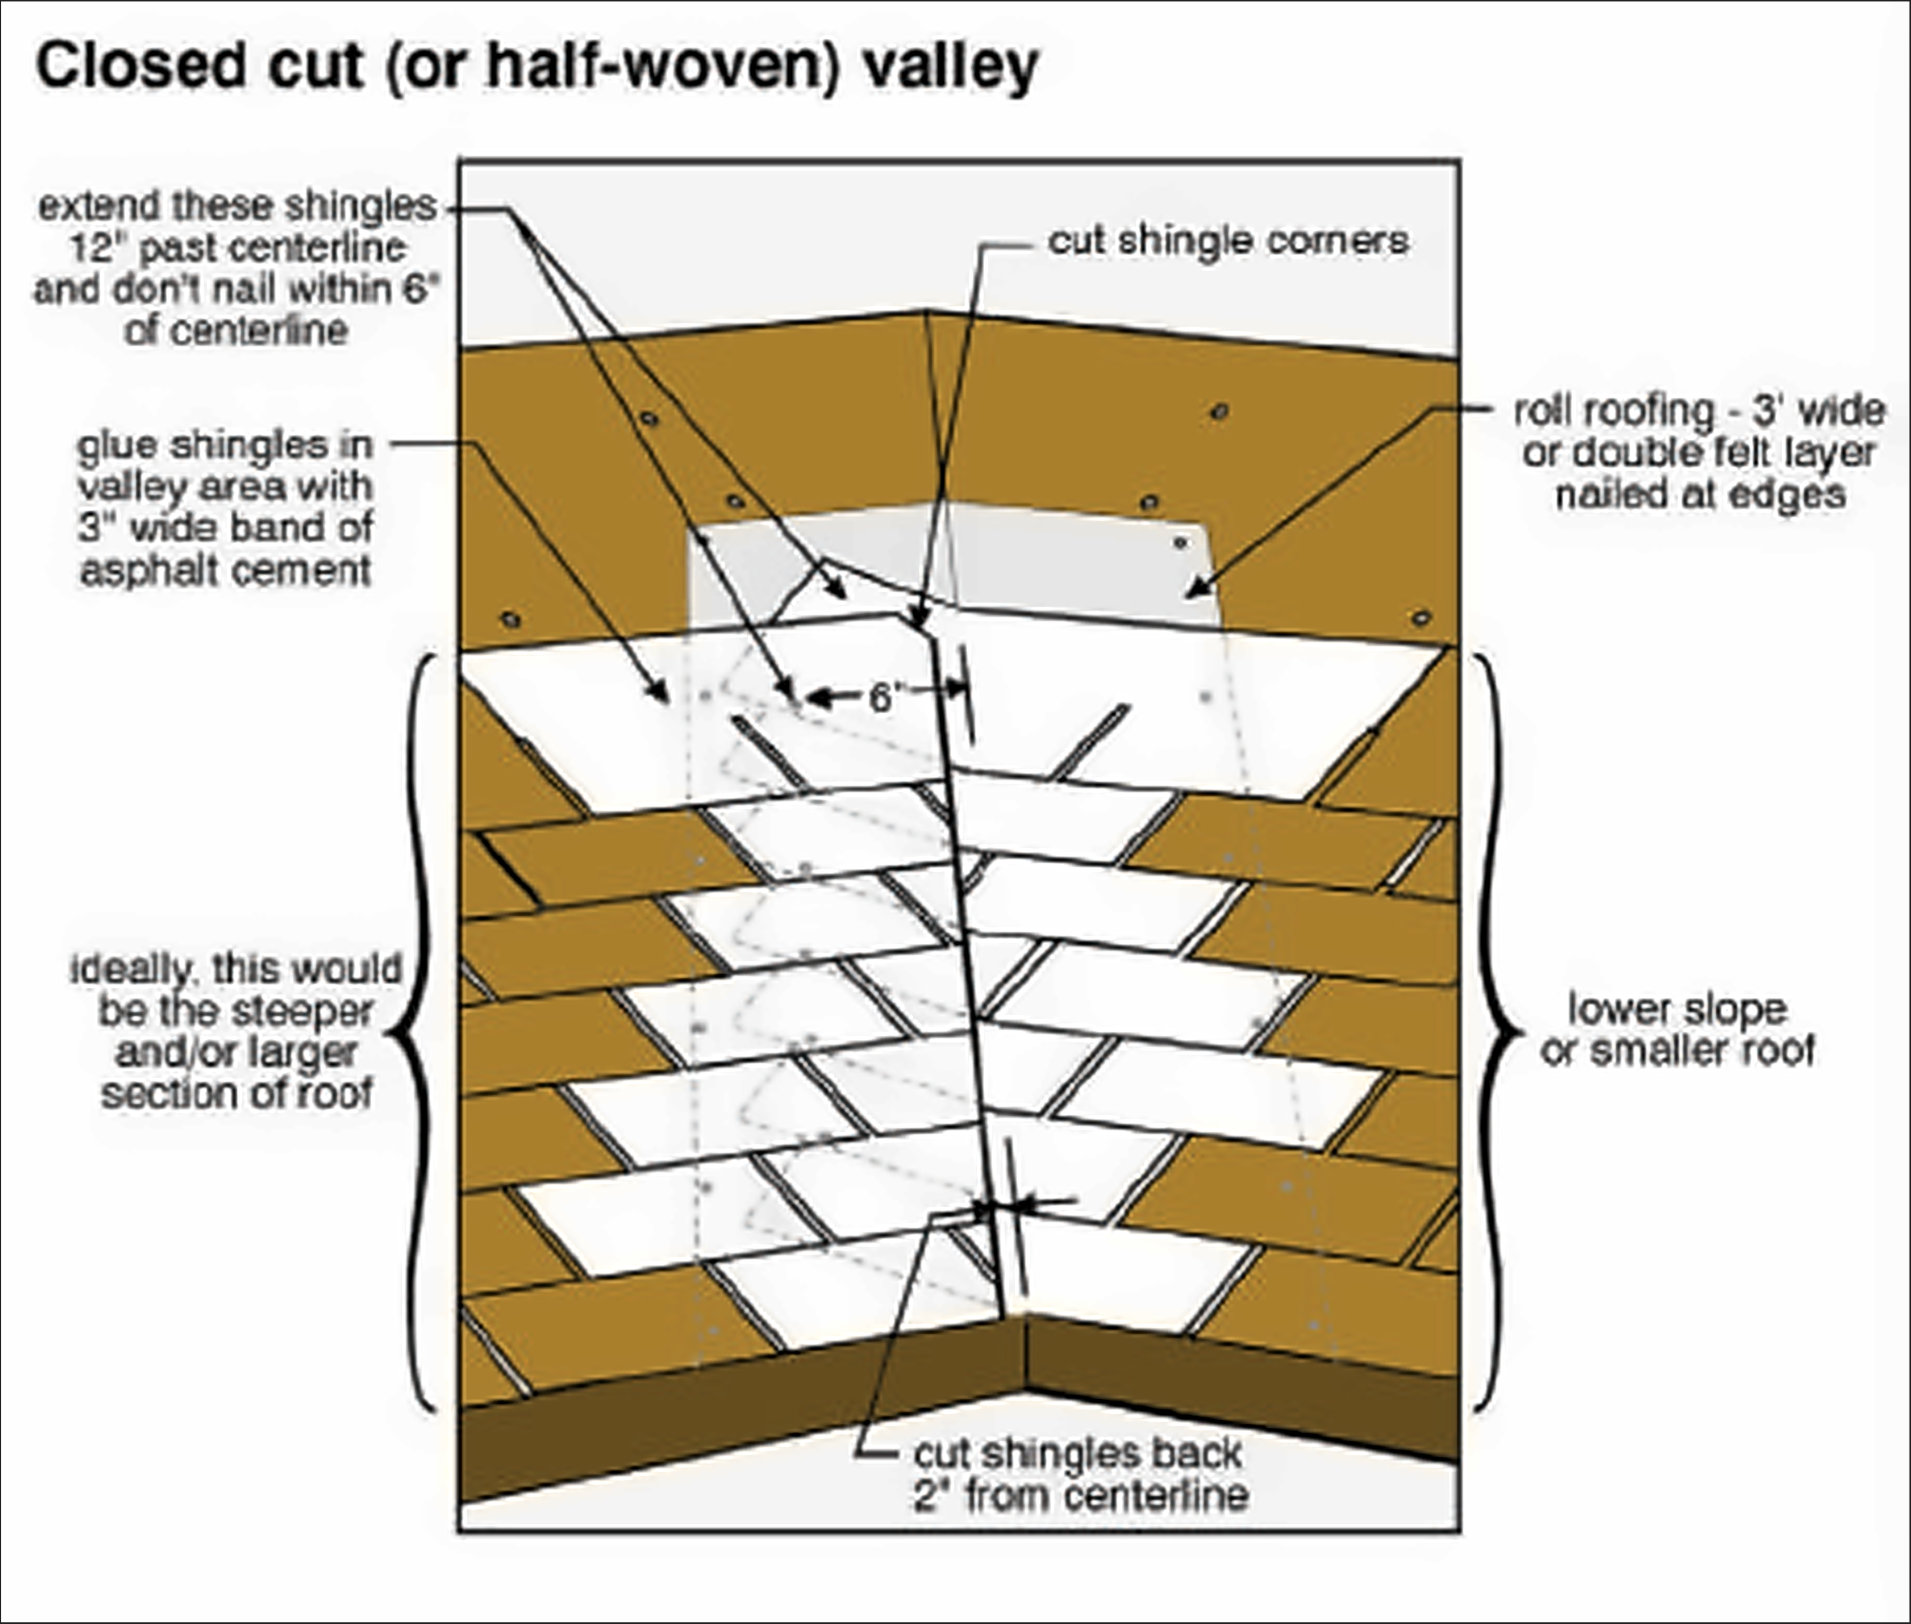 Closed cut (or half-woven) valley
extend these shingles
12" past centerline
and don't nail within 6"
of centerline
cut shingle corners
roll roofing - 3' wide
or double felt layer
nailed at edges
glue shingles in
valley area with
3" wide band of
asphalt cement
6"
ideally, this would
be the steeper
and/or larger
section of roof
lower slope
or smaller roof
cut shingles back
2" from centerline